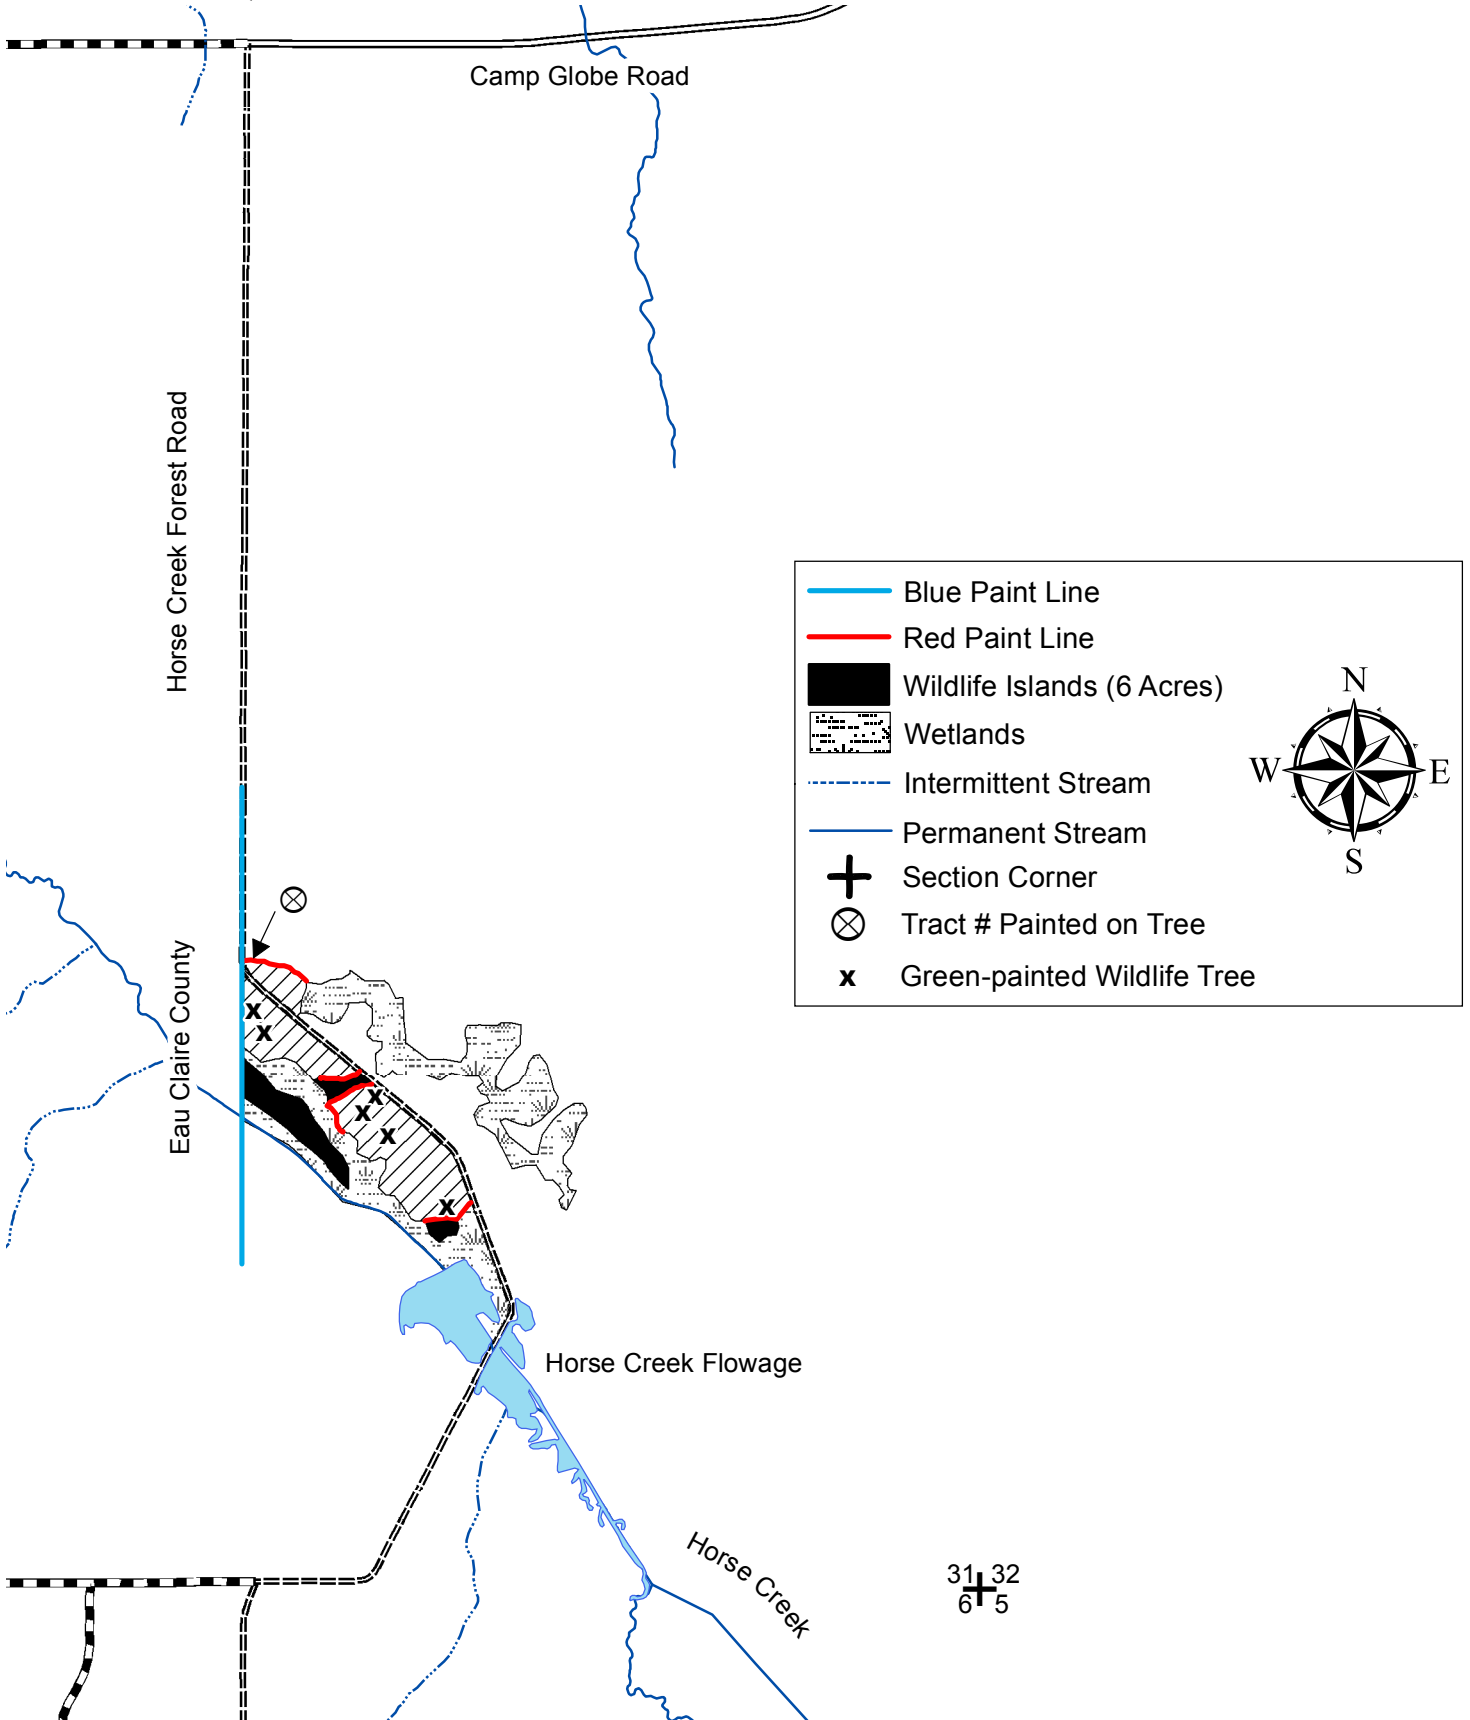 Camp Globe Road
Horse Creek Forest Road
Blue Paint Line
Red Paint Line
Wildlife Islands (6 Acres)
Wetlands
Intermittent Stream
Permanent Stream
Section Corner
Tract # Painted on Tree
x Green-painted Wildlife Tree
N
W E
S
Eau Claire County
x
x
x
x
x
x
Horse Creek Flowage
Horse Creek
31 32
6 5